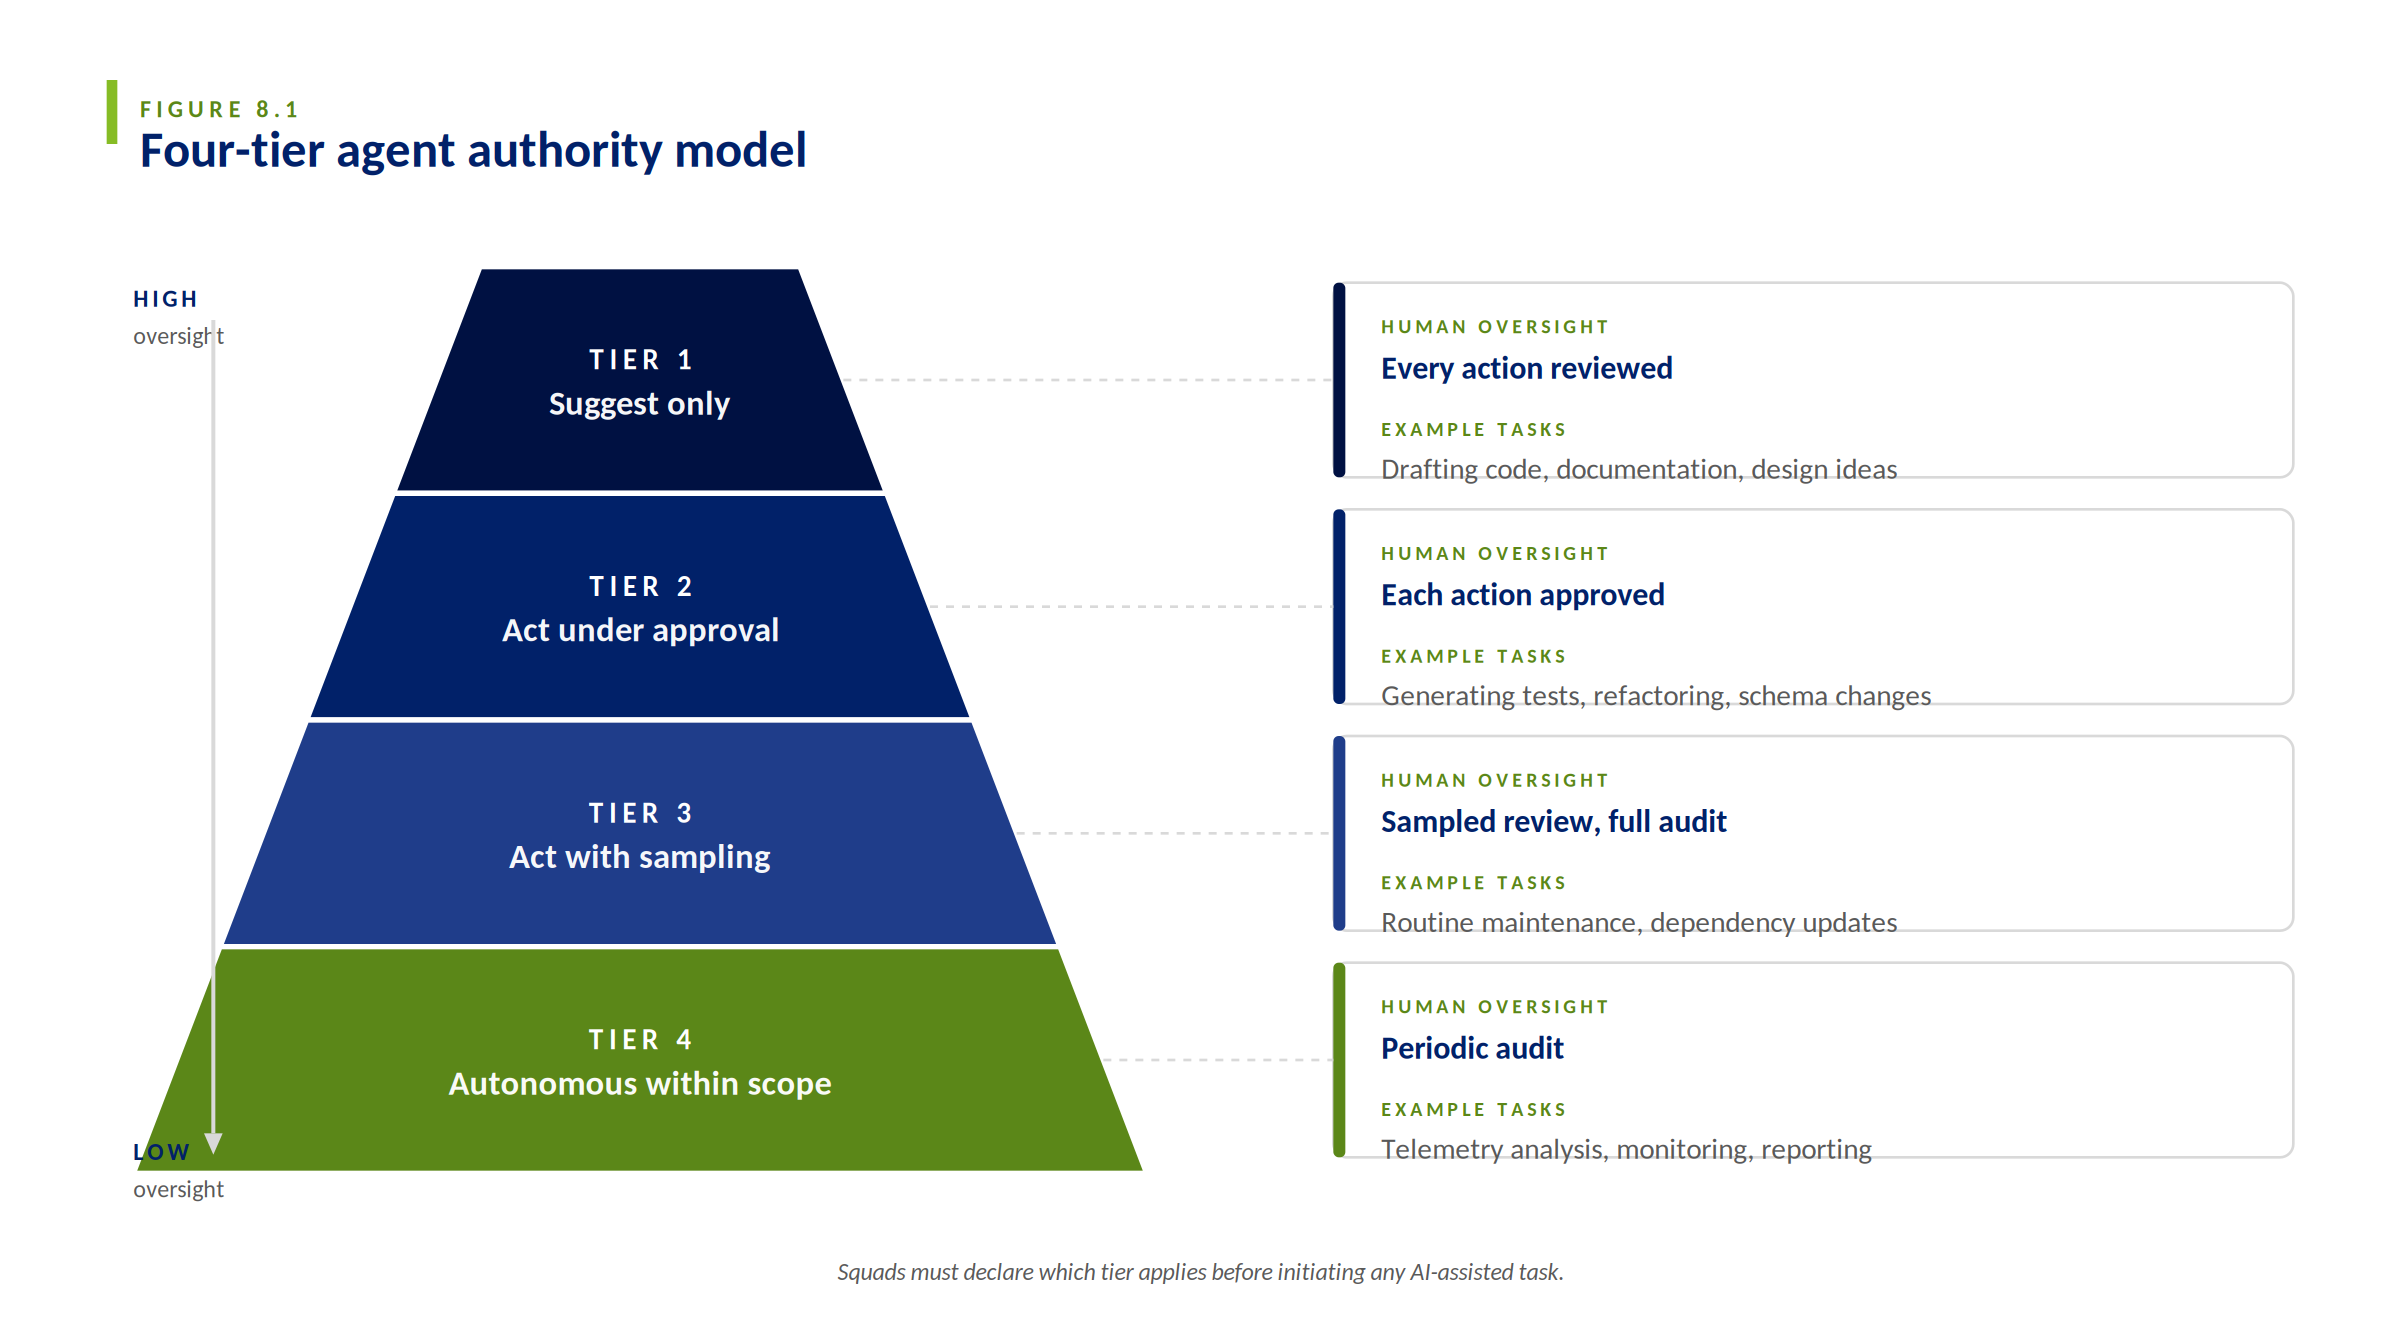 FIGURE 8.1
Four-tier agent authority model
HIGH
oversight
TIER 1
Suggest only
HUMAN OVERSIGHT
Every action reviewed
EXAMPLE TASKS
Drafting code, documentation, design ideas
TIER 2
Act under approval
HUMAN OVERSIGHT
Each action approved
EXAMPLE TASKS
Generating tests, refactoring, schema changes
TIER 3
Act with sampling
HUMAN OVERSIGHT
Sampled review, full audit
EXAMPLE TASKS
Routine maintenance, dependency updates
TIER 4
Autonomous within scope
HUMAN OVERSIGHT
Periodic audit
EXAMPLE TASKS
Telemetry analysis, monitoring, reporting
LOW
oversight
Squads must declare which tier applies before initiating any AI-assisted task.